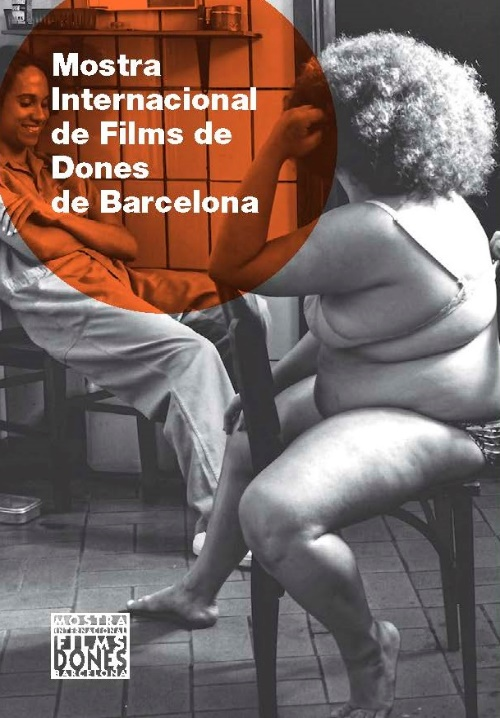 Mostra
Internacional
de Films de
Dones
de Barcelona
MOSTRA
INTERNACIONAL
FILMS
DONES
BARCELONA